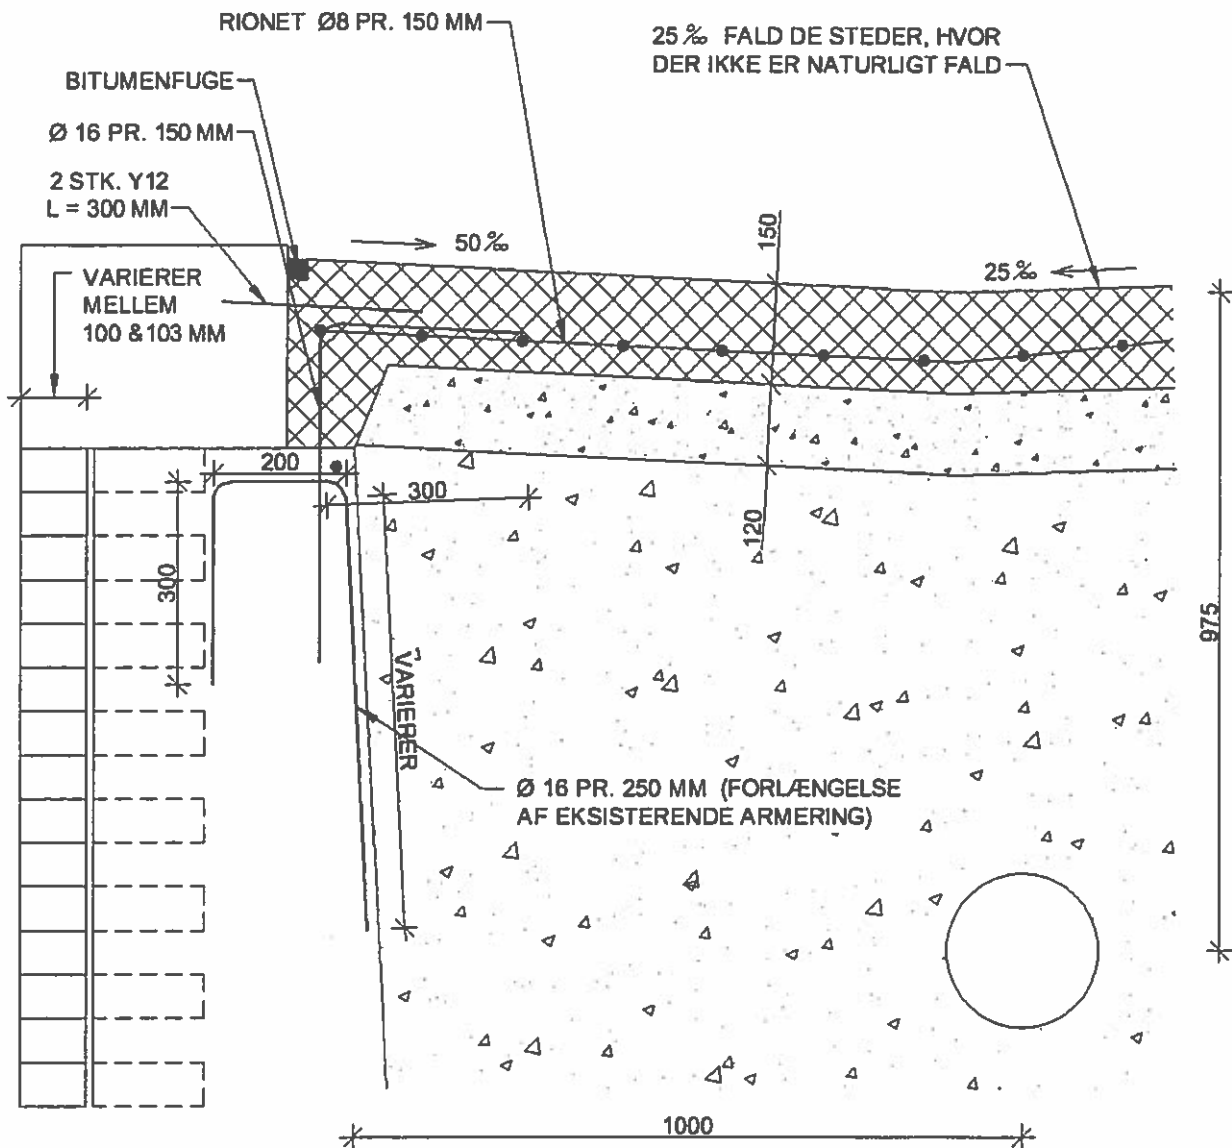 RIONET Ø8 PR. 150 MM
25 ‰ FALD DE STEDER, HVOR
DER IKKE ER NATURLIGT FALD
BITUMENFUGE
Ø 16 PR. 150 MM
2 STK. Y12
L = 300 MM
50 ‰
150
25 ‰
VARIERER
MELLEM
100 & 103 MM
200
300
120
300
975
VARIERER
Ø 16 PR. 250 MM (FORLÆNGELSE
AF EKSISTERENDE ARMERING)
1000